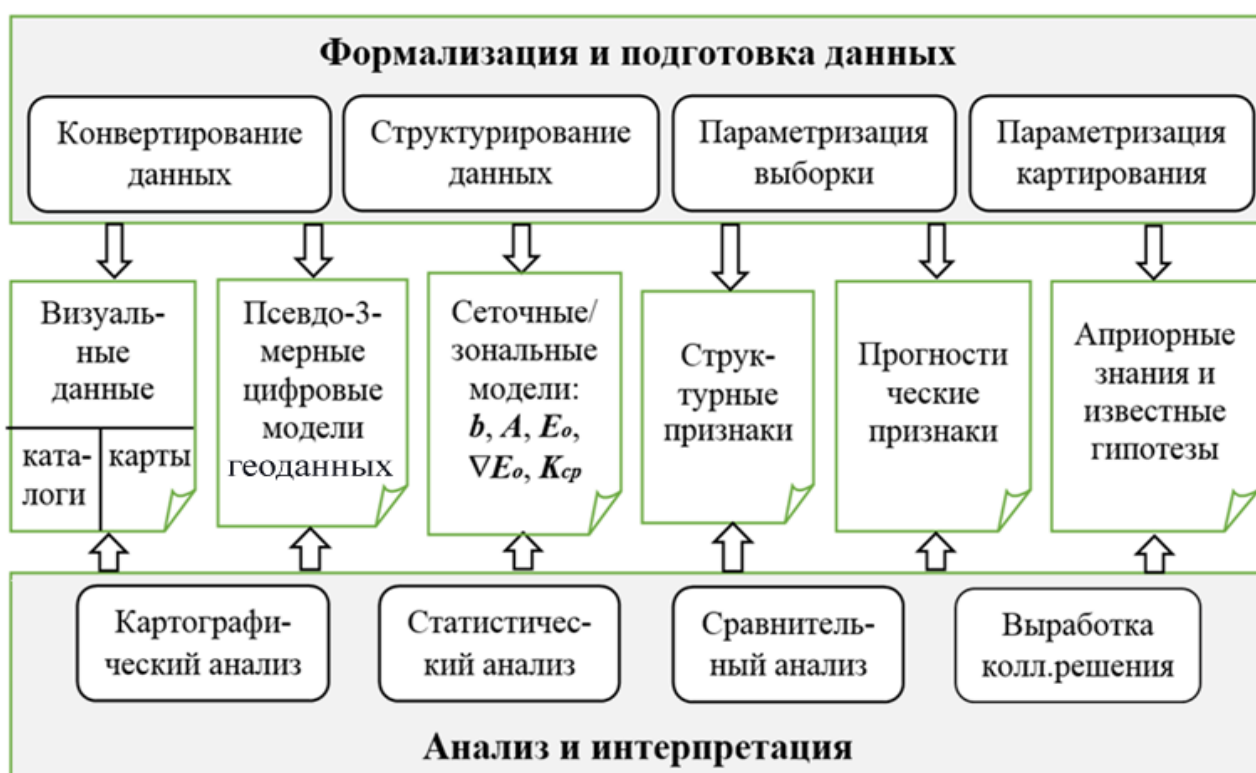 Формализация и подготовка данных
Конвертирование
данных
Структурирование
данных
Параметризация
выборки
Параметризация
картирования
Визуаль-
ные
данные
ката-
логи
карты
Псевдо-3-
мерные
цифровые
модели
геоданных
Сеточные/
зональные
модели:
b, A, Eo,
∇Eo, Kср
Струк-
турные
признаки
Прогности
ческие
признаки
Априорные
знания и
известные
гипотезы
Картографи-
ческий анализ
Статистичес-
кий анализ
Сравнитель-
ный анализ
Выработка
колл.решения
Анализ и интерпретация